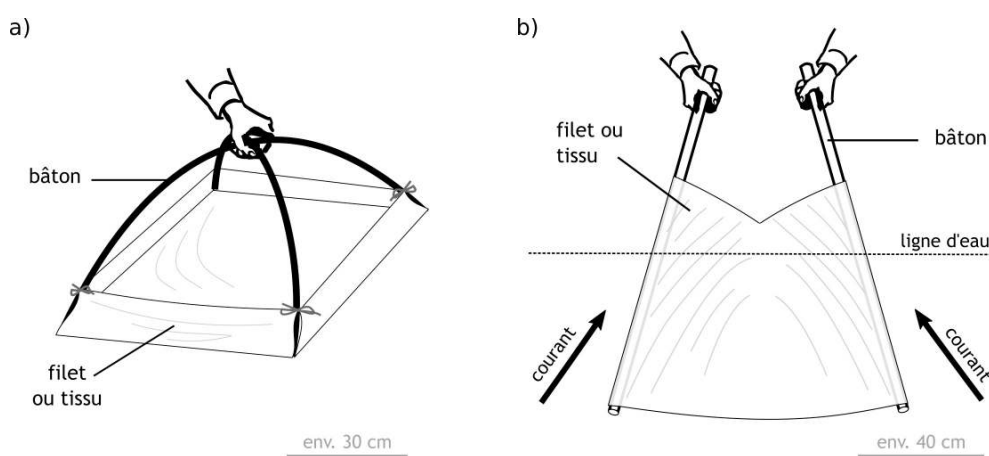 a)
bâton
filet
ou tissu
env. 30 cm
b)
filet ou
tissu
bâton
ligne d'eau
courant
courant
env. 40 cm